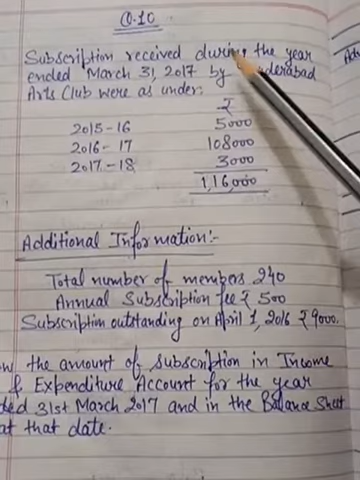 Q.10
Subscription received during the year
ended March 31, 2017 by
Arts Club were as under:
₹
2015-16 5000
2016-17 108000
2017-18 3000
1,16,000
Additional Information:-
Total number of members 240
Annual Subscription fee ₹ 500
Subscription outstanding on April 1, 2016 ₹ 9000.
the amount of subscription in Income
& Expenditure Account for the year
31st March 2017 and in the Balance Sheet
at that date.